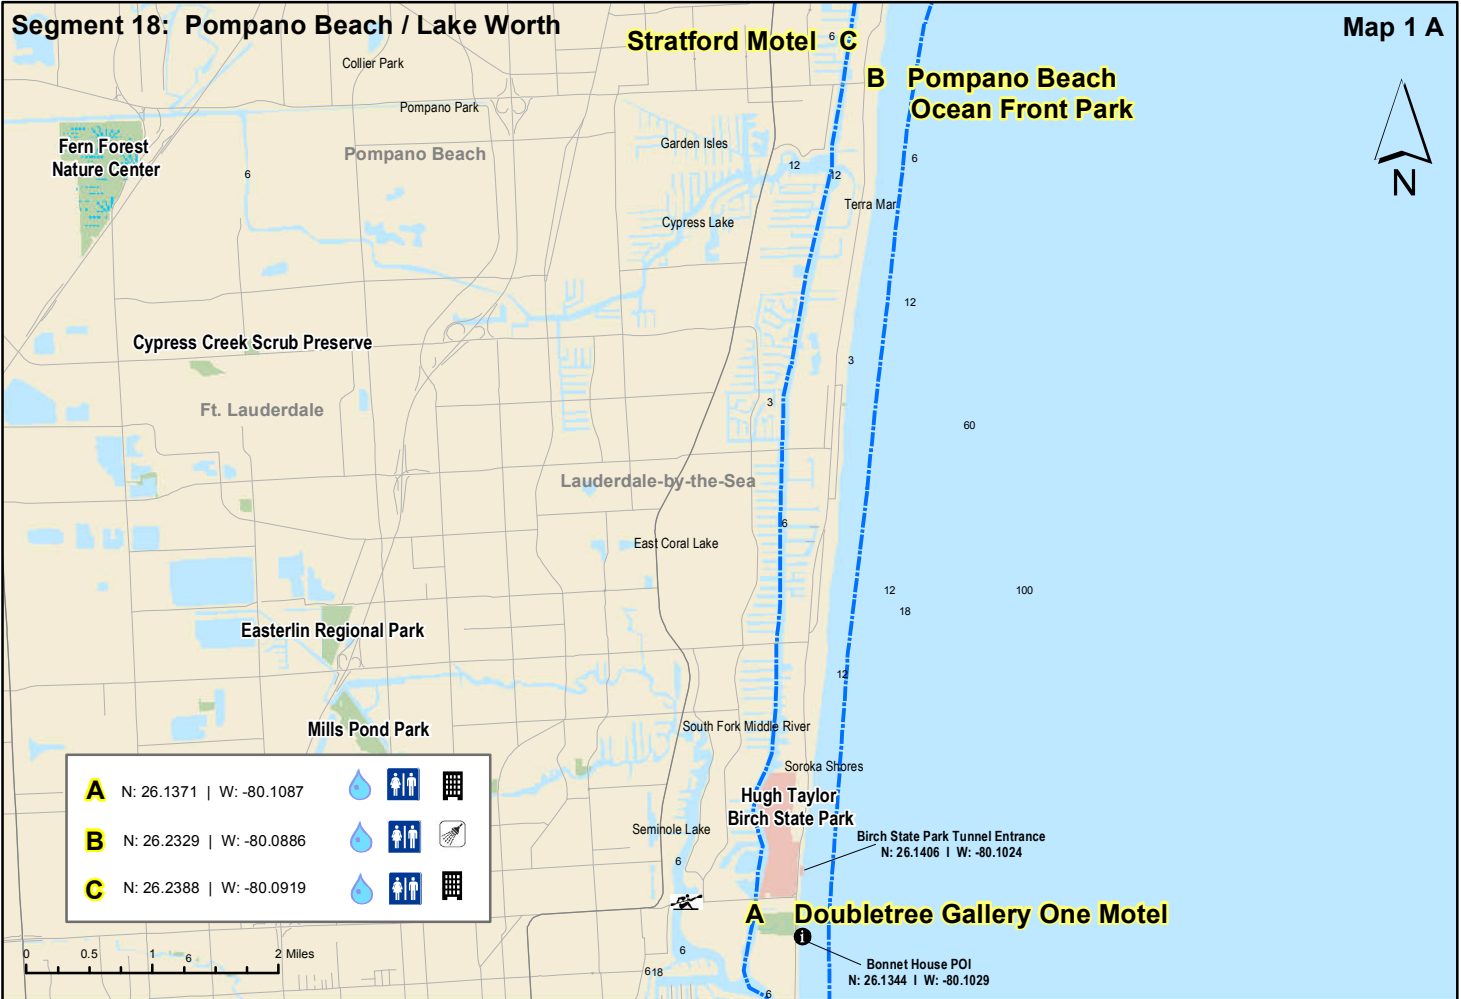 Segment 18: Pompano Beach / Lake Worth
Map 1 A
Stratford Motel C
6
Collier Park
B Pompano Beach
Ocean Front Park
Pompano Park
Fern Forest
Nature Center
Pompano Beach
Garden Isles
6
12
12
6
N
Terra Mar
Cypress Lake
12
Cypress Creek Scrub Preserve
3
3
Ft. Lauderdale
60
Lauderdale-by-the-Sea
6
East Coral Lake
12
100
18
Easterlin Regional Park
12
South Fork Middle River
Mills Pond Park
Soroka Shores
A N: 26.1371 | W: -80.1087
B N: 26.2329 | W: -80.0886
C N: 26.2388 | W: -80.0919
Hugh Taylor
Birch State Park
Seminole Lake
Birch State Park Tunnel Entrance
N: 26.1406 I W: -80.1024
6
A Doubletree Gallery One Motel
i
Bonnet House POI
N: 26.1344 I W: -80.1029
0 0.5 1 2 Miles
6
6
618
6